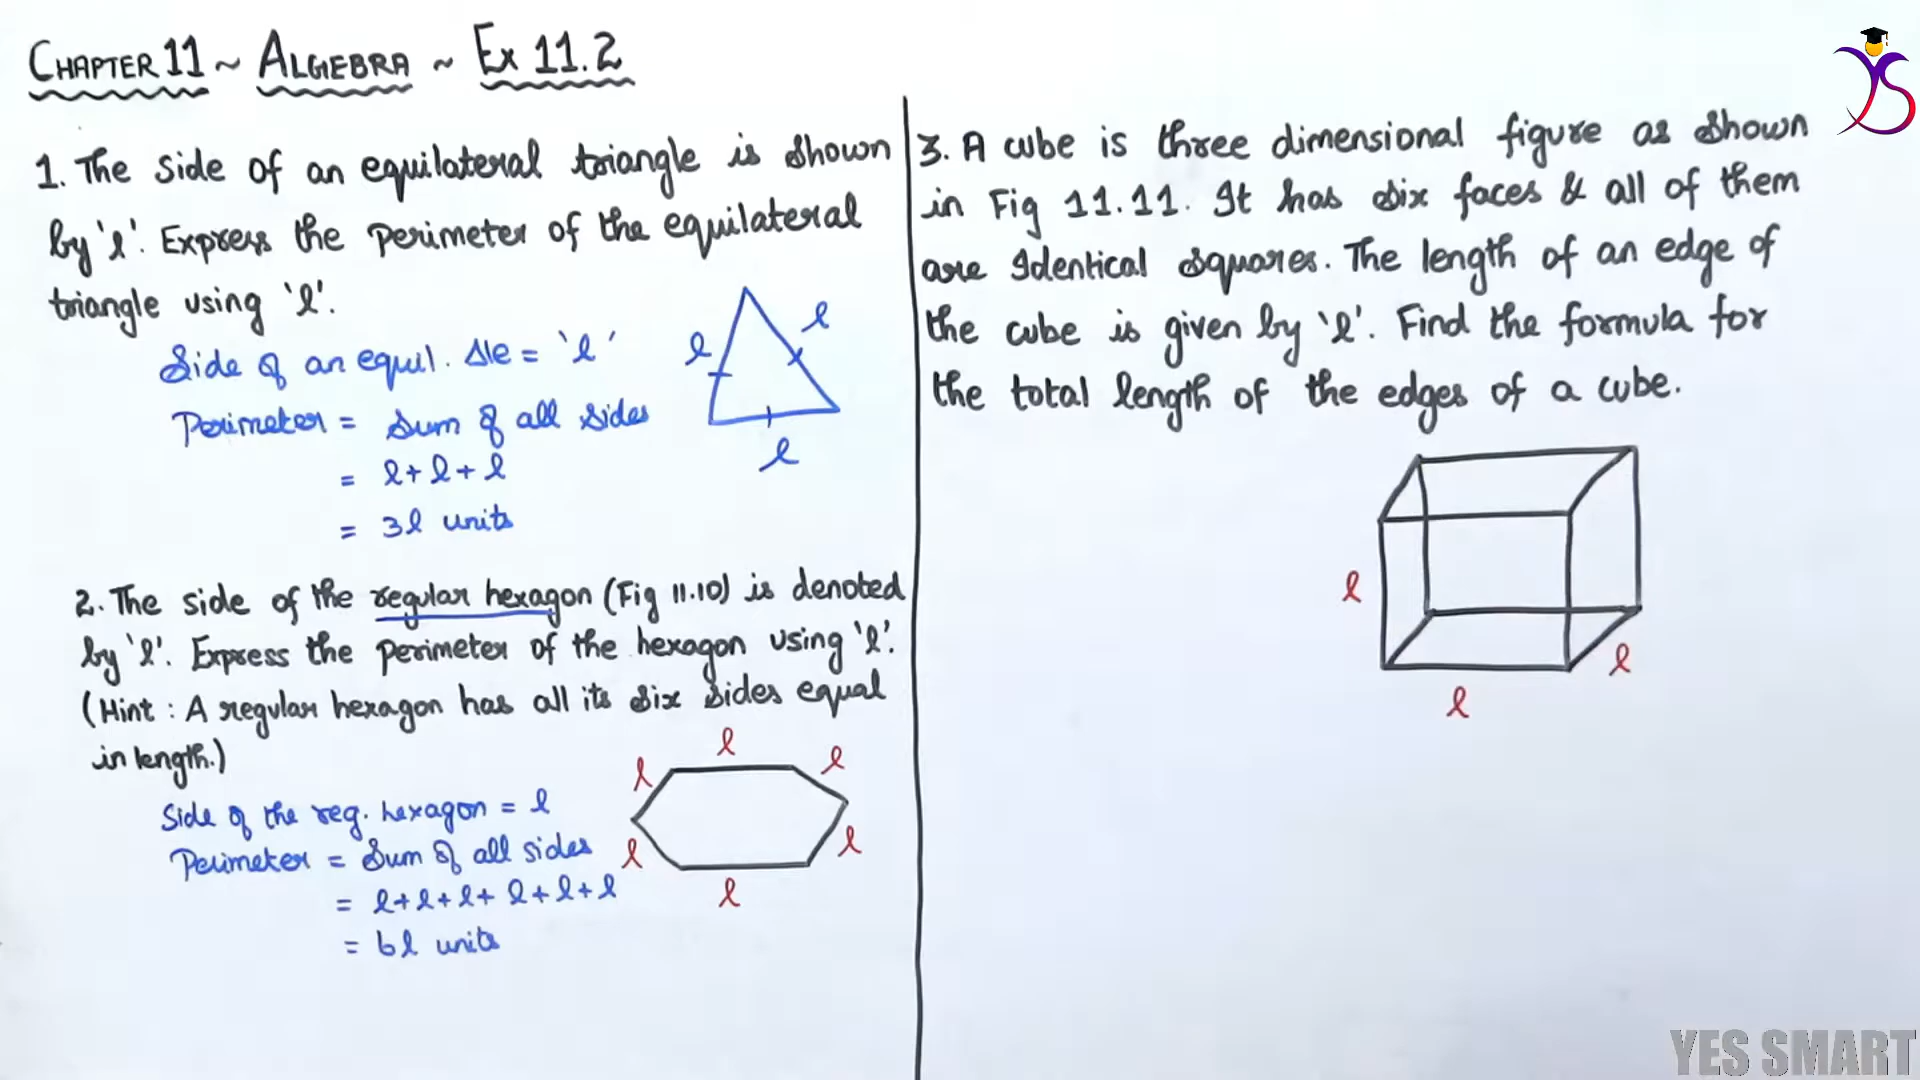 CHAPTER 11 ~ ALGEBRA ~ Ex 11.2
1. The side of an equilateral triangle is shown
by 'l'. Express the perimeter of the equilateral
triangle using 'l'.
Side of an equil. Δle = 'l'
Perimeter = Sum of all sides
= l + l + l
= 3l units
l
l
l
2. The side of the regular hexagon (Fig 11.10) is denoted
by 'l'. Express the perimeter of the hexagon using 'l'.
(Hint : A regular hexagon has all its six sides equal
in length.)
Side of the reg. hexagon = l
Perimeter = Sum of all sides
= l + l + l + l + l + l
= 6l units
l
l
l
l
l
l
3. A cube is three dimensional figure as shown
in Fig 11.11. It has six faces & all of them
are Identical squares. The length of an edge of
the cube is given by 'l'. Find the formula for
the total length of the edges of a cube.
l
l
l
YS
YES SMART